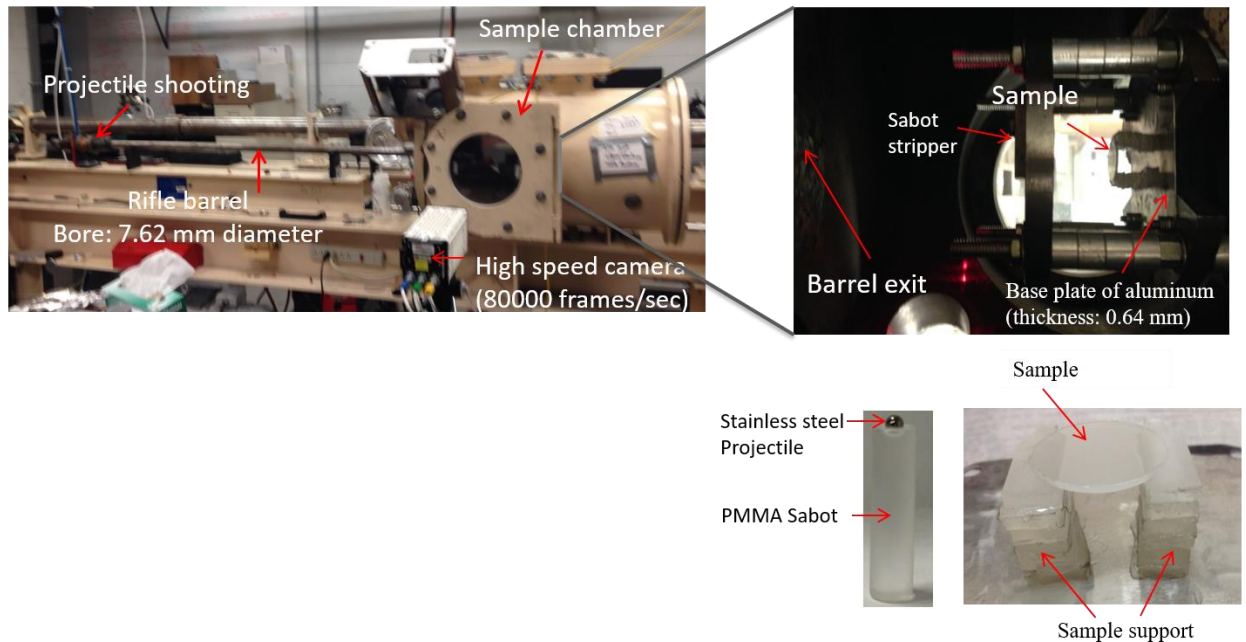 Sample chamber
Projectile shooting
Rifle barrel
Bore: 7.62 mm diameter
High speed camera
(80000 frames/sec)
Sample
Sabot
stripper
Barrel exit
Base plate of aluminum
(thickness: 0.64 mm)
Sample
Stainless steel
Projectile
PMMA Sabot
Sample support